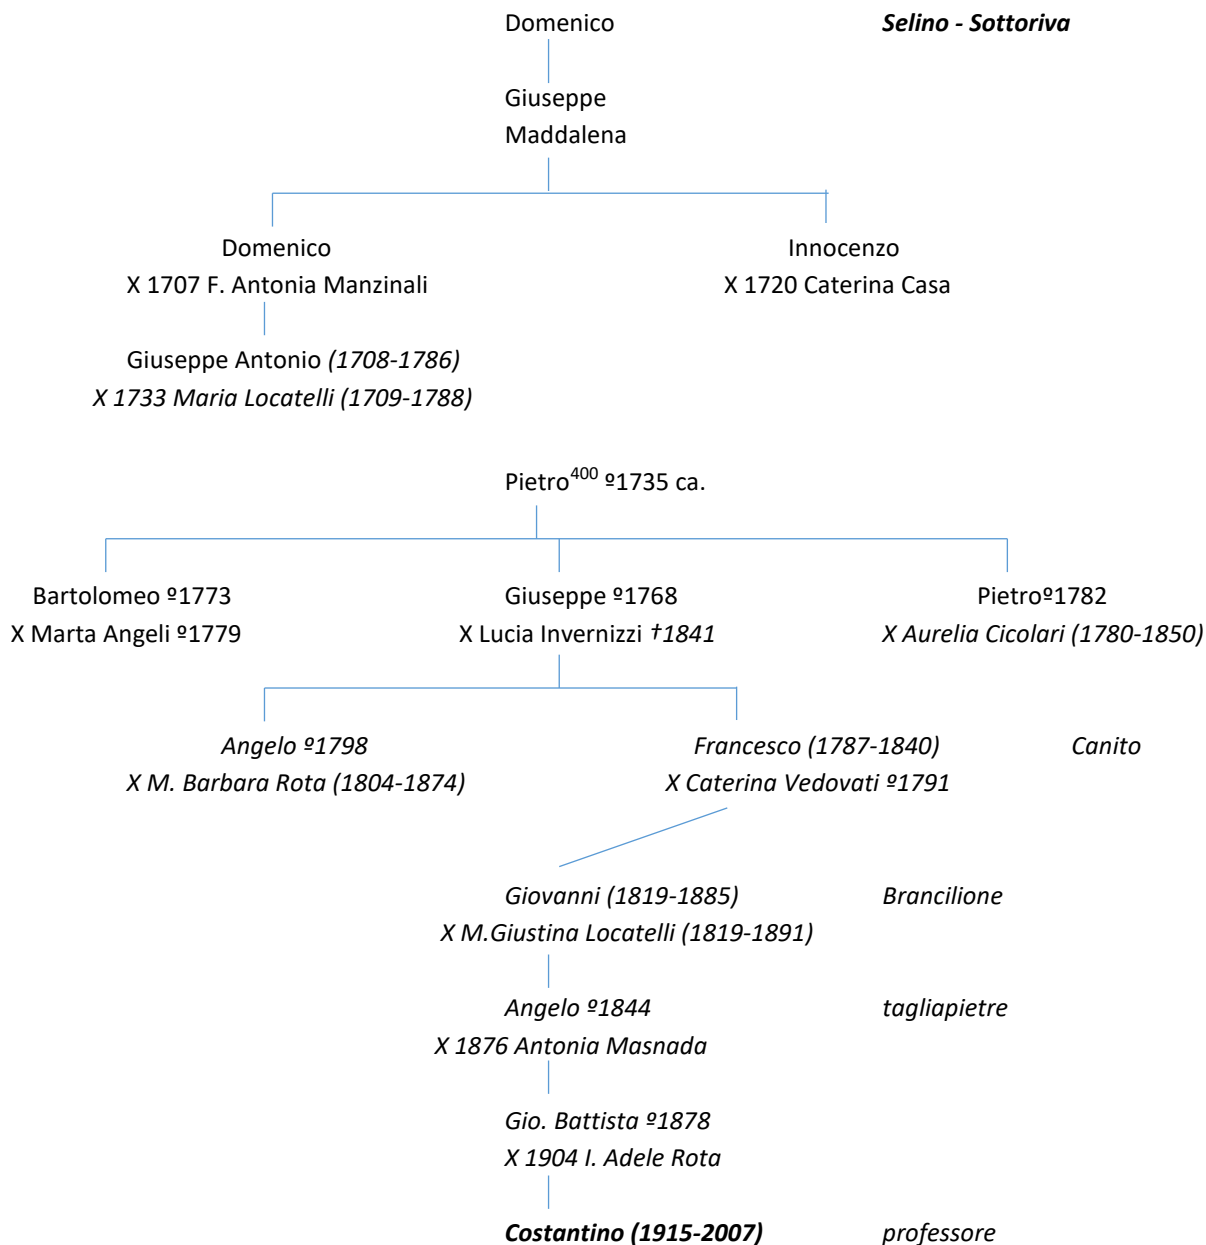 Domenico Selino - Sottoriva
Giuseppe
Maddalena
Domenico Innocenzo
X 1707 F. Antonia Manzinali X 1720 Caterina Casa
Giuseppe Antonio (1708-1786)
X 1733 Maria Locatelli (1709-1788)
Pietro400 º1735 ca.
Bartolomeo º1773 Giuseppe º1768 Pietroº1782
X Marta Angeli º1779 X Lucia Invernizzi †1841 X Aurelia Cicolari (1780-1850)
Angelo º1798 Francesco (1787-1840) Canito
X M. Barbara Rota (1804-1874) X Caterina Vedovati º1791
Giovanni (1819-1885) Brancilione
X M.Giustina Locatelli (1819-1891)
Angelo º1844 tagliapietre
X 1876 Antonia Masnada
Gio. Battista º1878
X 1904 I. Adele Rota
Costantino (1915-2007) professore